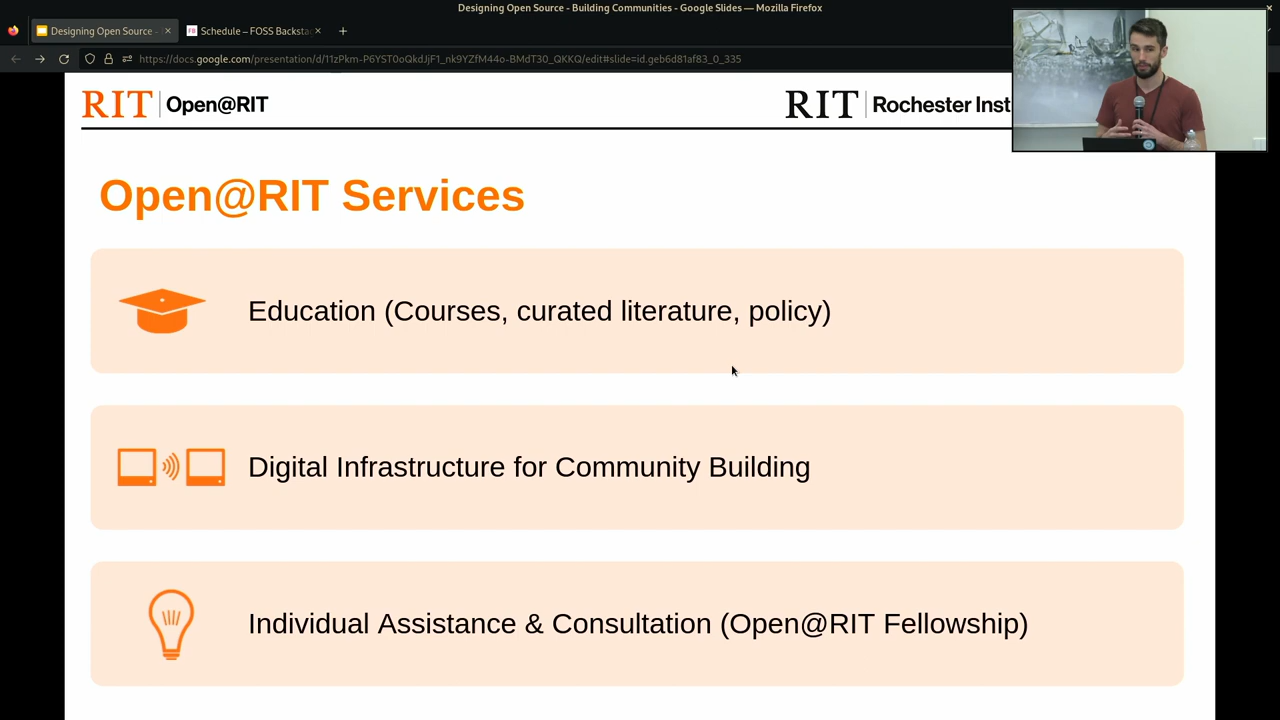 Designing Open Source - Building Communities - Google Slides — Mozilla Firefox
Designing Open Source -
Schedule – FOSS Backsta
https://docs.google.com/presentation/d/11zPkm-P6YST0oQkdJjF1_nk9YZfM44o-BMdT30_QKKQ/edit#slide=id.geb6d81af83_0_335
RIT Open@RIT
RIT Rochester Inst
Open@RIT Services
Education (Courses, curated literature, policy)
Digital Infrastructure for Community Building
Individual Assistance & Consultation (Open@RIT Fellowship)